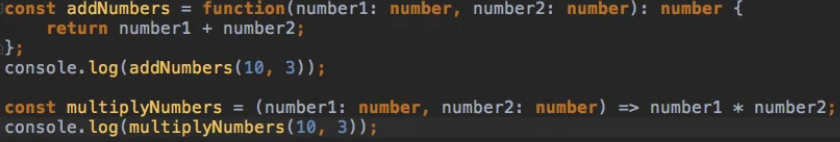 const addNumbers = function(number1: number, number2: number): number {
    return number1 + number2;
};
console.log(addNumbers(10, 3));
const multiplyNumbers = (number1: number, number2: number) => number1 * number2;
console.log(multiplyNumbers(10, 3));